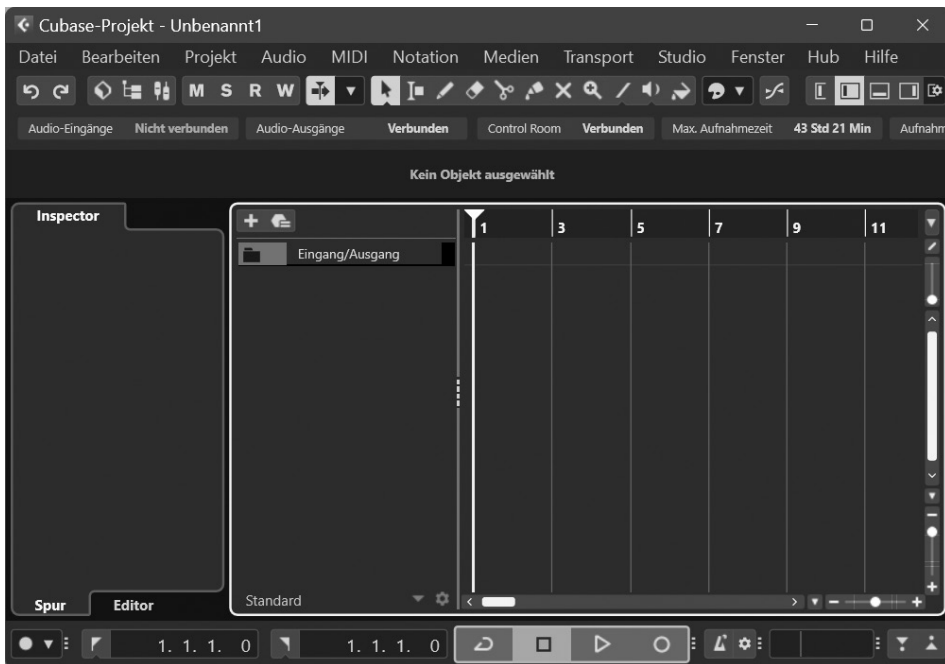 Cubase-Projekt - Unbenannt1
Datei Bearbeiten Projekt Audio MIDI Notation Medien Transport Studio Fenster Hub Hilfe
M S R W
Audio-Eingänge Nicht verbunden Audio-Ausgänge Verbunden Control Room Verbunden Max. Aufnahmezeit 43 Std 21 Min Aufnahm
Kein Objekt ausgewählt
Inspector
1 3 5 7 9 11
Eingang/Ausgang
Standard
Spur Editor
1. 1. 1. 0 1. 1. 1. 0